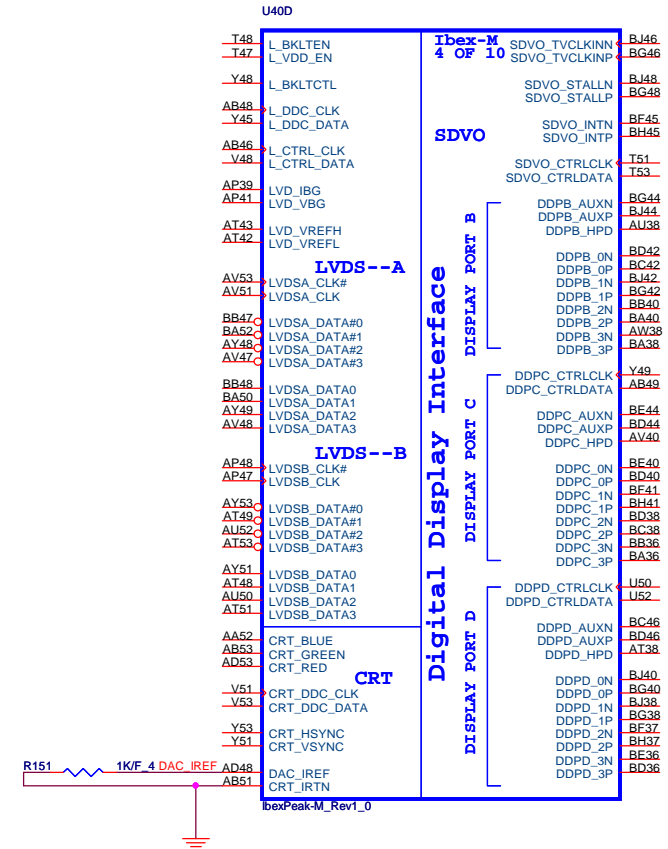 U40D
Ibex-M
4 OF 10
T48 L_BKLTEN
T47 L_VDD_EN
Y48 L_BKLTCTL
AB48 L_DDC_CLK
Y45 L_DDC_DATA
AB46 L_CTRL_CLK
V48 L_CTRL_DATA
AP39 LVD_IBG
AP41 LVD_VBG
AT43 LVD_VREFH
AT42 LVD_VREFL
LVDS--A
AV53 LVDSA_CLK#
AV51 LVDSA_CLK
BB47 LVDSA_DATA#0
BA52 LVDSA_DATA#1
AY48 LVDSA_DATA#2
AV47 LVDSA_DATA#3
BB48 LVDSA_DATA0
BA50 LVDSA_DATA1
AY49 LVDSA_DATA2
AV48 LVDSA_DATA3
LVDS--B
AP48 LVDSB_CLK#
AP47 LVDSB_CLK
AY53 LVDSB_DATA#0
AT49 LVDSB_DATA#1
AU52 LVDSB_DATA#2
AT53 LVDSB_DATA#3
AY51 LVDSB_DATA0
AT48 LVDSB_DATA1
AU50 LVDSB_DATA2
AT51 LVDSB_DATA3
AA52 CRT_BLUE
AB53 CRT_GREEN
AD53 CRT_RED
CRT
V51 CRT_DDC_CLK
V53 CRT_DDC_DATA
Y53 CRT_HSYNC
Y51 CRT_VSYNC
R151 1K/F_4 DAC_IREF AD48 DAC_IREF
AB51 CRT_IRTN
IbexPeak-M_Rev1_0
Digital Display Interface
SDVO_TVCLKINN BJ46
SDVO_TVCLKINP BG46
SDVO_STALLN BJ48
SDVO_STALLP BG48
SDVO
SDVO_INTN BF45
SDVO_INTP BH45
SDVO_CTRLCLK T51
SDVO_CTRLDATA T53
DISPLAY PORT B
DDPB_AUXN BG44
DDPB_AUXP BJ44
DDPB_HPD AU38
DDPB_0N BD42
DDPB_0P BC42
DDPB_1N BJ42
DDPB_1P BG42
DDPB_2N BB40
DDPB_2P BA40
DDPB_3N AW38
DDPB_3P BA38
DISPLAY PORT C
DDPC_CTRLCLK Y49
DDPC_CTRLDATA AB49
DDPC_AUXN BE44
DDPC_AUXP BD44
DDPC_HPD AV40
DDPC_0N BE40
DDPC_0P BD40
DDPC_1N BF41
DDPC_1P BH41
DDPC_2N BD38
DDPC_2P BC38
DDPC_3N BB36
DDPC_3P BA36
DISPLAY PORT D
DDPD_CTRLCLK U50
DDPD_CTRLDATA U52
DDPD_AUXN BC46
DDPD_AUXP BD46
DDPD_HPD AT38
DDPD_0N BJ40
DDPD_0P BG40
DDPD_1N BJ38
DDPD_1P BG38
DDPD_2N BF37
DDPD_2P BH37
DDPD_3N BE36
DDPD_3P BD36